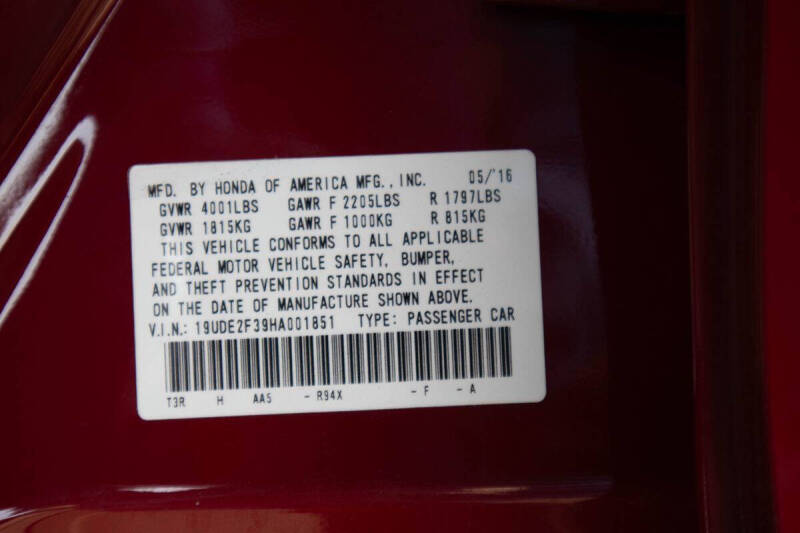 MFD. BY HONDA OF AMERICA MFG., INC. 05/'16
GVWR 4001LBS GAWR F 2205LBS R 1797LBS
GVWR 1815KG GAWR F 1000KG R 815KG
THIS VEHICLE CONFORMS TO ALL APPLICABLE
FEDERAL MOTOR VEHICLE SAFETY, BUMPER,
AND THEFT PREVENTION STANDARDS IN EFFECT
ON THE DATE OF MANUFACTURE SHOWN ABOVE.
V.I.N.: 19UDE2F39HA001851 TYPE: PASSENGER CAR
T3R H AA5 - R94X - F - A